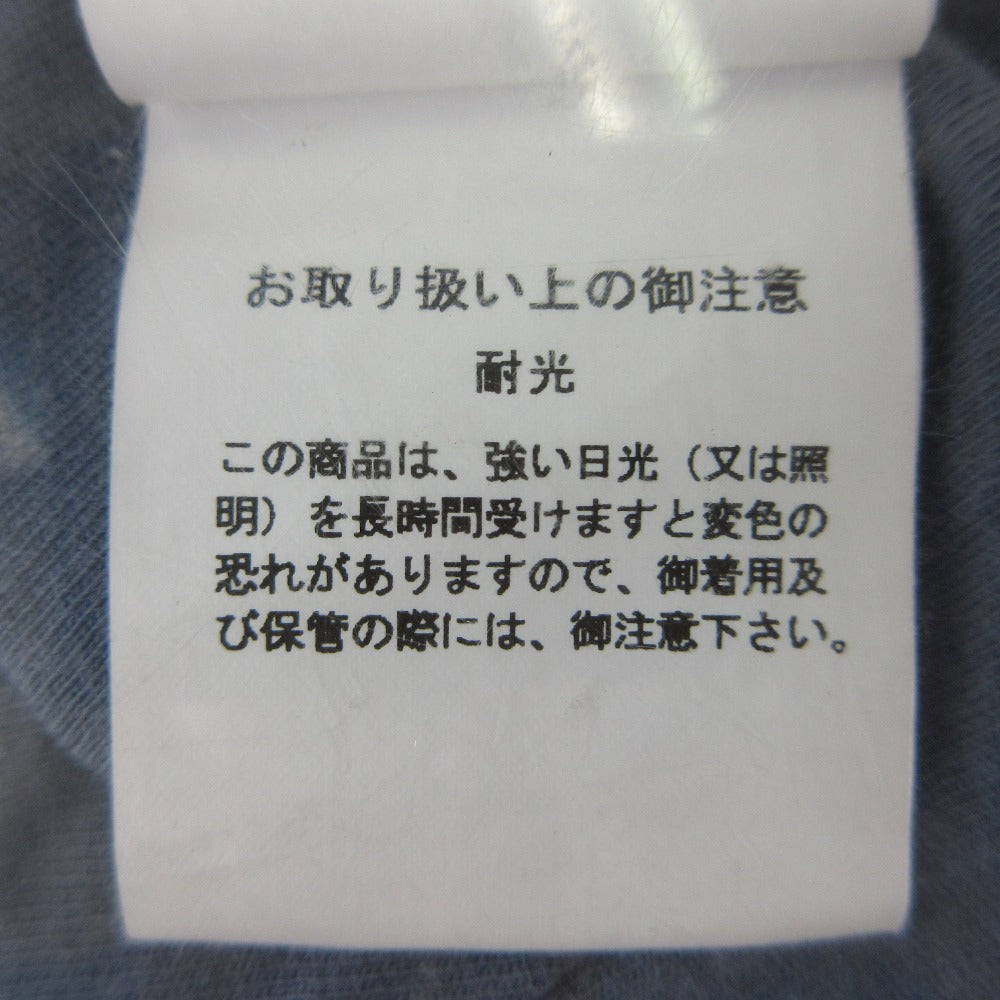 お取り扱い上の御注意
耐光
この商品は、強い日光（又は照
明）を長時間受けますと変色の
恐れがありますので、御着用及
び保管の際には、御注意下さい。